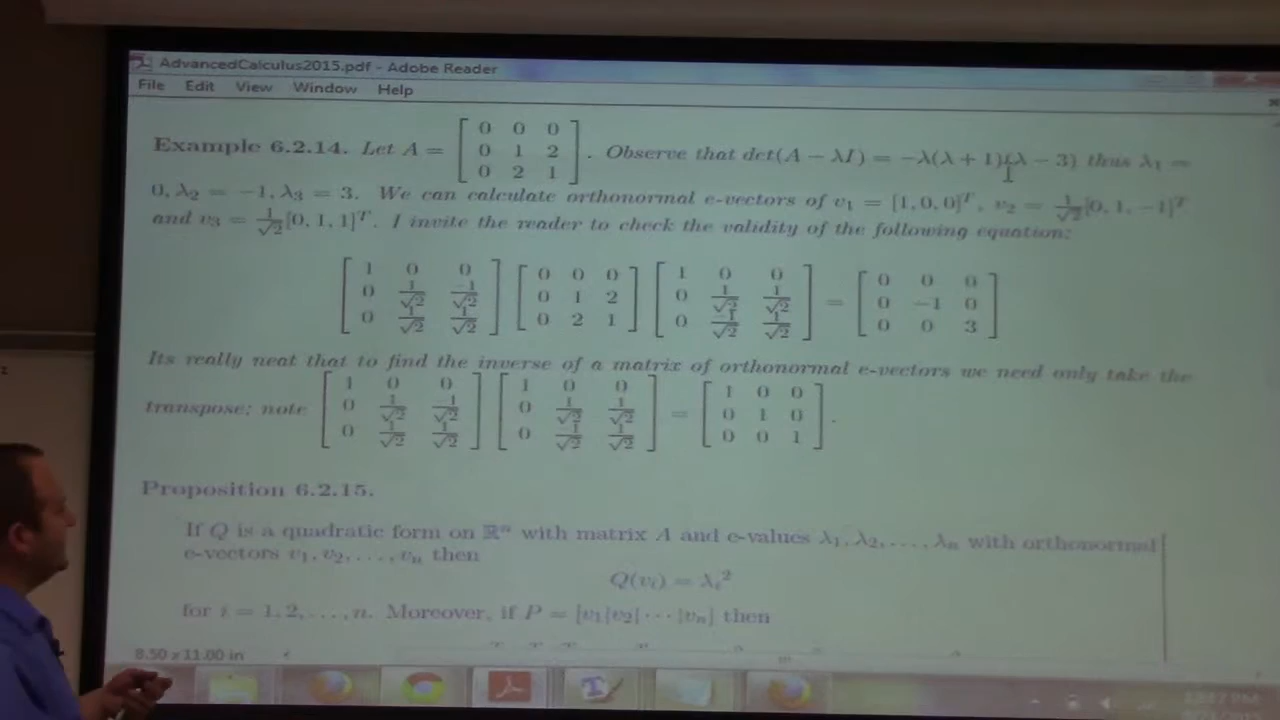 AdvancedCalculus2015.pdf - Adobe Reader
File Edit View Window Help
Example 6.2.14. Let A = [ 0 0 0 ; 0 1 2 ; 0 2 1 ]. Observe that det(A − λI) = −λ(λ + 1)(λ − 3) thus λ₁ =
0, λ₂ = −1, λ₃ = 3. We can calculate orthonormal e-vectors of v₁ = [1, 0, 0]ᵀ, v₂ = 1/√2 [0, 1, −1]ᵀ
and v₃ = 1/√2 [0, 1, 1]ᵀ. I invite the reader to check the validity of the following equation:
[ 1 0 0 ; 0 1/√2 −1/√2 ; 0 1/√2 1/√2 ] [ 0 0 0 ; 0 1 2 ; 0 2 1 ] [ 1 0 0 ; 0 1/√2 1/√2 ; 0 −1/√2 1/√2 ] = [ 0 0 0 ; 0 −1 0 ; 0 0 3 ]
Its really neat that to find the inverse of a matrix of orthonormal e-vectors we need only take the
transpose; note [ 1 0 0 ; 0 1/√2 −1/√2 ; 0 1/√2 1/√2 ] [ 1 0 0 ; 0 1/√2 1/√2 ; 0 −1/√2 1/√2 ] = [ 1 0 0 ; 0 1 0 ; 0 0 1 ].
Proposition 6.2.15.
If Q is a quadratic form on ℝⁿ with matrix A and e-values λ₁, λ₂, . . . , λₙ with orthonormal
e-vectors v₁, v₂, . . . , vₙ then
Q(vᵢ) = λᵢ²
for i = 1, 2, . . . , n. Moreover, if P = [v₁|v₂| · · · |vₙ] then
8.50 x 11.00 in